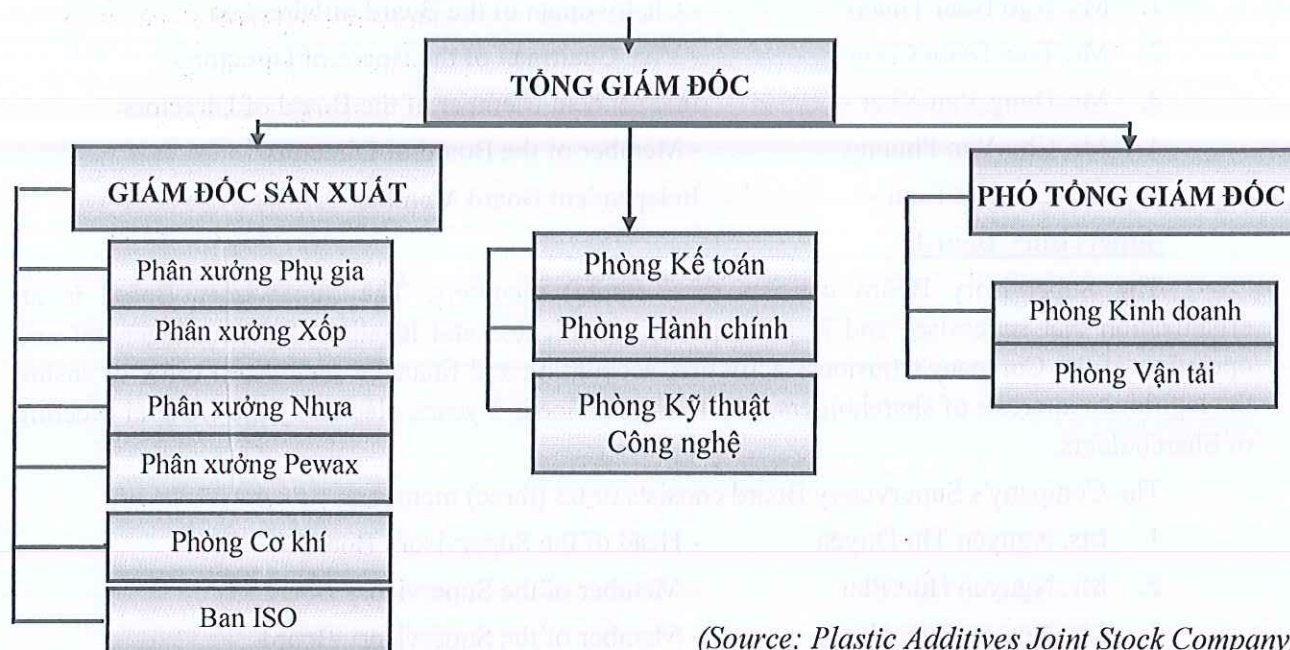 TỔNG GIÁM ĐỐC
GIÁM ĐỐC SẢN XUẤT
Phân xưởng Phụ gia
Phân xưởng Xốp
Phân xưởng Nhựa
Phân xưởng Pewax
Phòng Cơ khí
Ban ISO
Phòng Kế toán
Phòng Hành chính
Phòng Kỹ thuật
Công nghệ
PHÓ TỔNG GIÁM ĐỐC
Phòng Kinh doanh
Phòng Vận tải
(Source: Plastic Additives Joint Stock Company